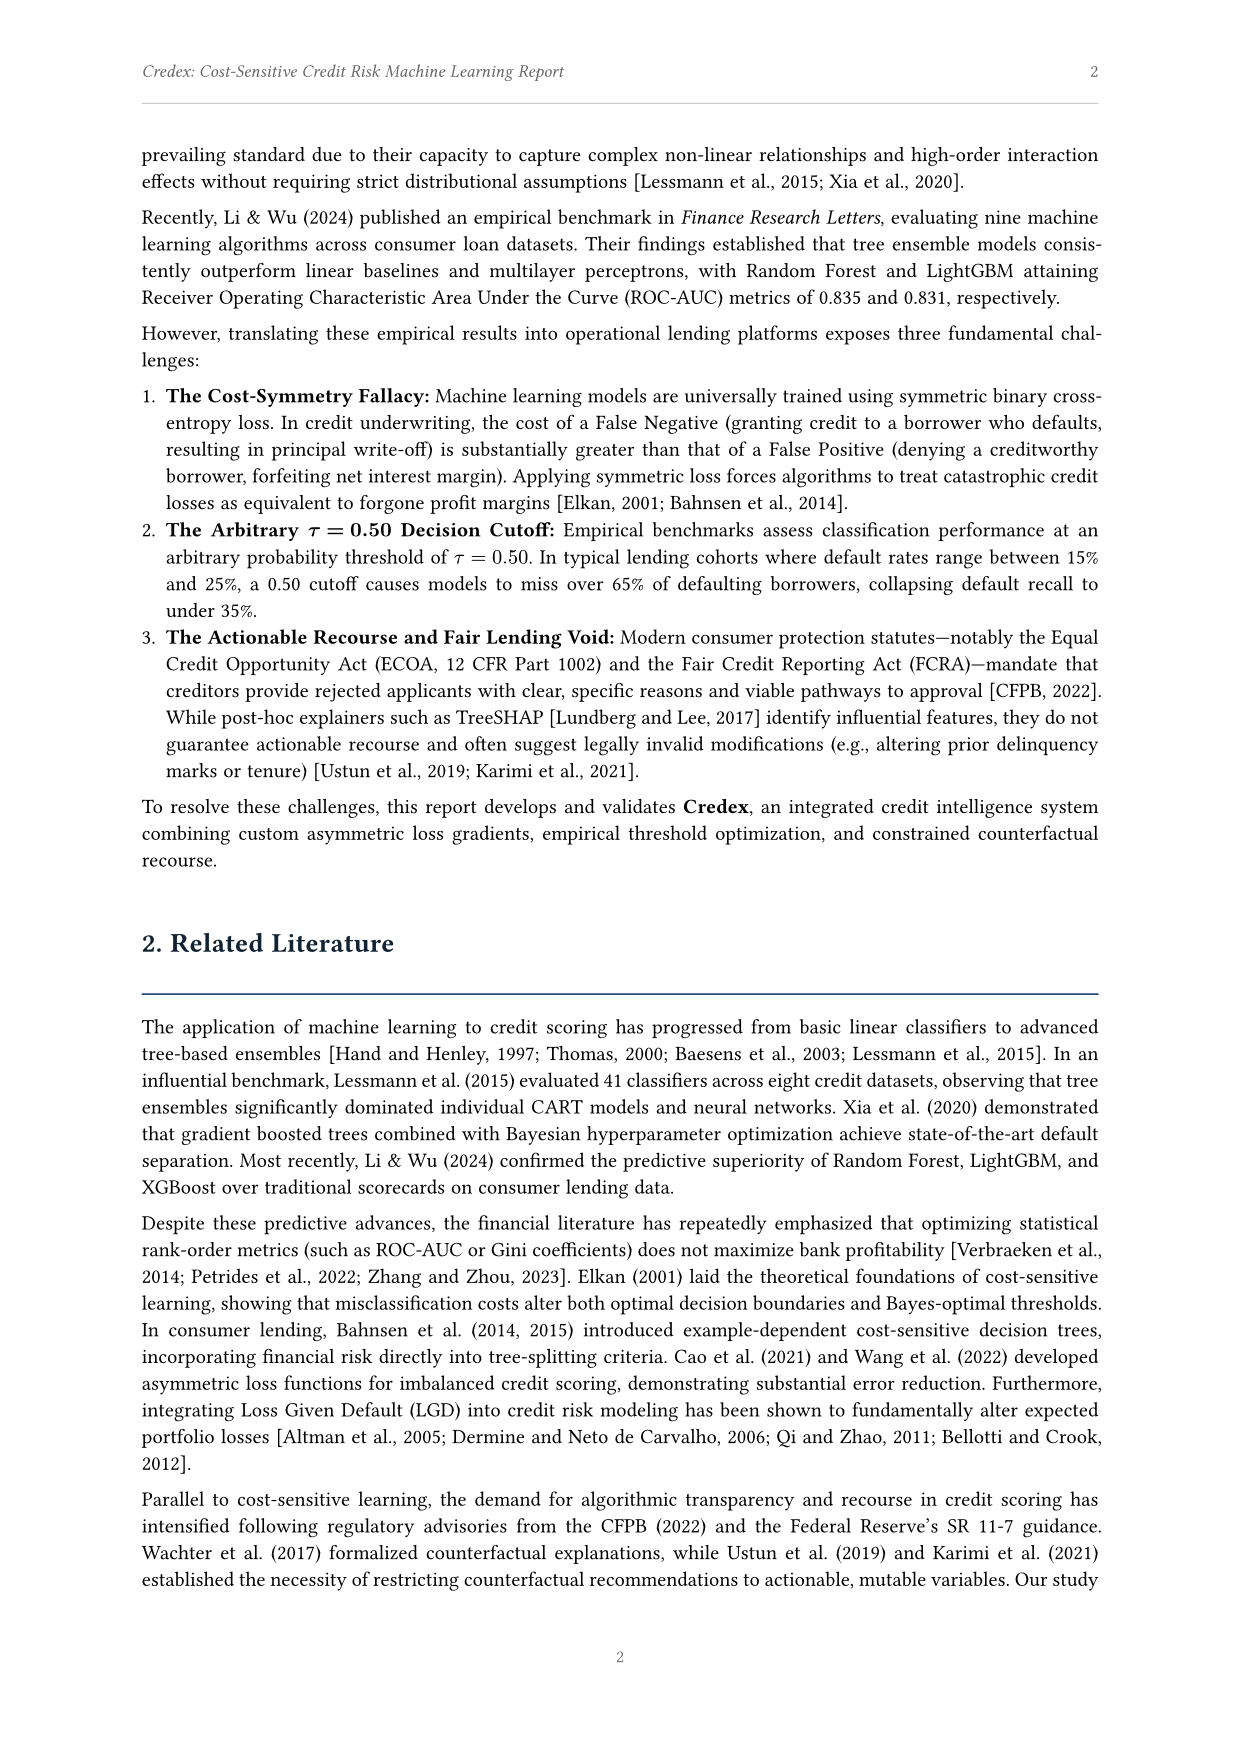 Credex: Cost-Sensitive Credit Risk Machine Learning Report 2
prevailing standard due to their capacity to capture complex non-linear relationships and high-order interaction
effects without requiring strict distributional assumptions [Lessmann et al., 2015; Xia et al., 2020].
Recently, Li & Wu (2024) published an empirical benchmark in Finance Research Letters, evaluating nine machine
learning algorithms across consumer loan datasets. Their findings established that tree ensemble models consis-
tently outperform linear baselines and multilayer perceptrons, with Random Forest and LightGBM attaining
Receiver Operating Characteristic Area Under the Curve (ROC-AUC) metrics of 0.835 and 0.831, respectively.
However, translating these empirical results into operational lending platforms exposes three fundamental chal-
lenges:
1. The Cost-Symmetry Fallacy: Machine learning models are universally trained using symmetric binary cross-
entropy loss. In credit underwriting, the cost of a False Negative (granting credit to a borrower who defaults,
resulting in principal write-off) is substantially greater than that of a False Positive (denying a creditworthy
borrower, forfeiting net interest margin). Applying symmetric loss forces algorithms to treat catastrophic credit
losses as equivalent to forgone profit margins [Elkan, 2001; Bahnsen et al., 2014].
2. The Arbitrary τ = 0.50 Decision Cutoff: Empirical benchmarks assess classification performance at an
arbitrary probability threshold of τ = 0.50. In typical lending cohorts where default rates range between 15%
and 25%, a 0.50 cutoff causes models to miss over 65% of defaulting borrowers, collapsing default recall to
under 35%.
3. The Actionable Recourse and Fair Lending Void: Modern consumer protection statutes—notably the Equal
Credit Opportunity Act (ECOA, 12 CFR Part 1002) and the Fair Credit Reporting Act (FCRA)—mandate that
creditors provide rejected applicants with clear, specific reasons and viable pathways to approval [CFPB, 2022].
While post-hoc explainers such as TreeSHAP [Lundberg and Lee, 2017] identify influential features, they do not
guarantee actionable recourse and often suggest legally invalid modifications (e.g., altering prior delinquency
marks or tenure) [Ustun et al., 2019; Karimi et al., 2021].
To resolve these challenges, this report develops and validates Credex, an integrated credit intelligence system
combining custom asymmetric loss gradients, empirical threshold optimization, and constrained counterfactual
recourse.
2. Related Literature
The application of machine learning to credit scoring has progressed from basic linear classifiers to advanced
tree-based ensembles [Hand and Henley, 1997; Thomas, 2000; Baesens et al., 2003; Lessmann et al., 2015]. In an
influential benchmark, Lessmann et al. (2015) evaluated 41 classifiers across eight credit datasets, observing that tree
ensembles significantly dominated individual CART models and neural networks. Xia et al. (2020) demonstrated
that gradient boosted trees combined with Bayesian hyperparameter optimization achieve state-of-the-art default
separation. Most recently, Li & Wu (2024) confirmed the predictive superiority of Random Forest, LightGBM, and
XGBoost over traditional scorecards on consumer lending data.
Despite these predictive advances, the financial literature has repeatedly emphasized that optimizing statistical
rank-order metrics (such as ROC-AUC or Gini coefficients) does not maximize bank profitability [Verbraeken et al.,
2014; Petrides et al., 2022; Zhang and Zhou, 2023]. Elkan (2001) laid the theoretical foundations of cost-sensitive
learning, showing that misclassification costs alter both optimal decision boundaries and Bayes-optimal thresholds.
In consumer lending, Bahnsen et al. (2014, 2015) introduced example-dependent cost-sensitive decision trees,
incorporating financial risk directly into tree-splitting criteria. Cao et al. (2021) and Wang et al. (2022) developed
asymmetric loss functions for imbalanced credit scoring, demonstrating substantial error reduction. Furthermore,
integrating Loss Given Default (LGD) into credit risk modeling has been shown to fundamentally alter expected
portfolio losses [Altman et al., 2005; Dermine and Neto de Carvalho, 2006; Qi and Zhao, 2011; Bellotti and Crook,
2012].
Parallel to cost-sensitive learning, the demand for algorithmic transparency and recourse in credit scoring has
intensified following regulatory advisories from the CFPB (2022) and the Federal Reserve's SR 11-7 guidance.
Wachter et al. (2017) formalized counterfactual explanations, while Ustun et al. (2019) and Karimi et al. (2021)
established the necessity of restricting counterfactual recommendations to actionable, mutable variables. Our study
2